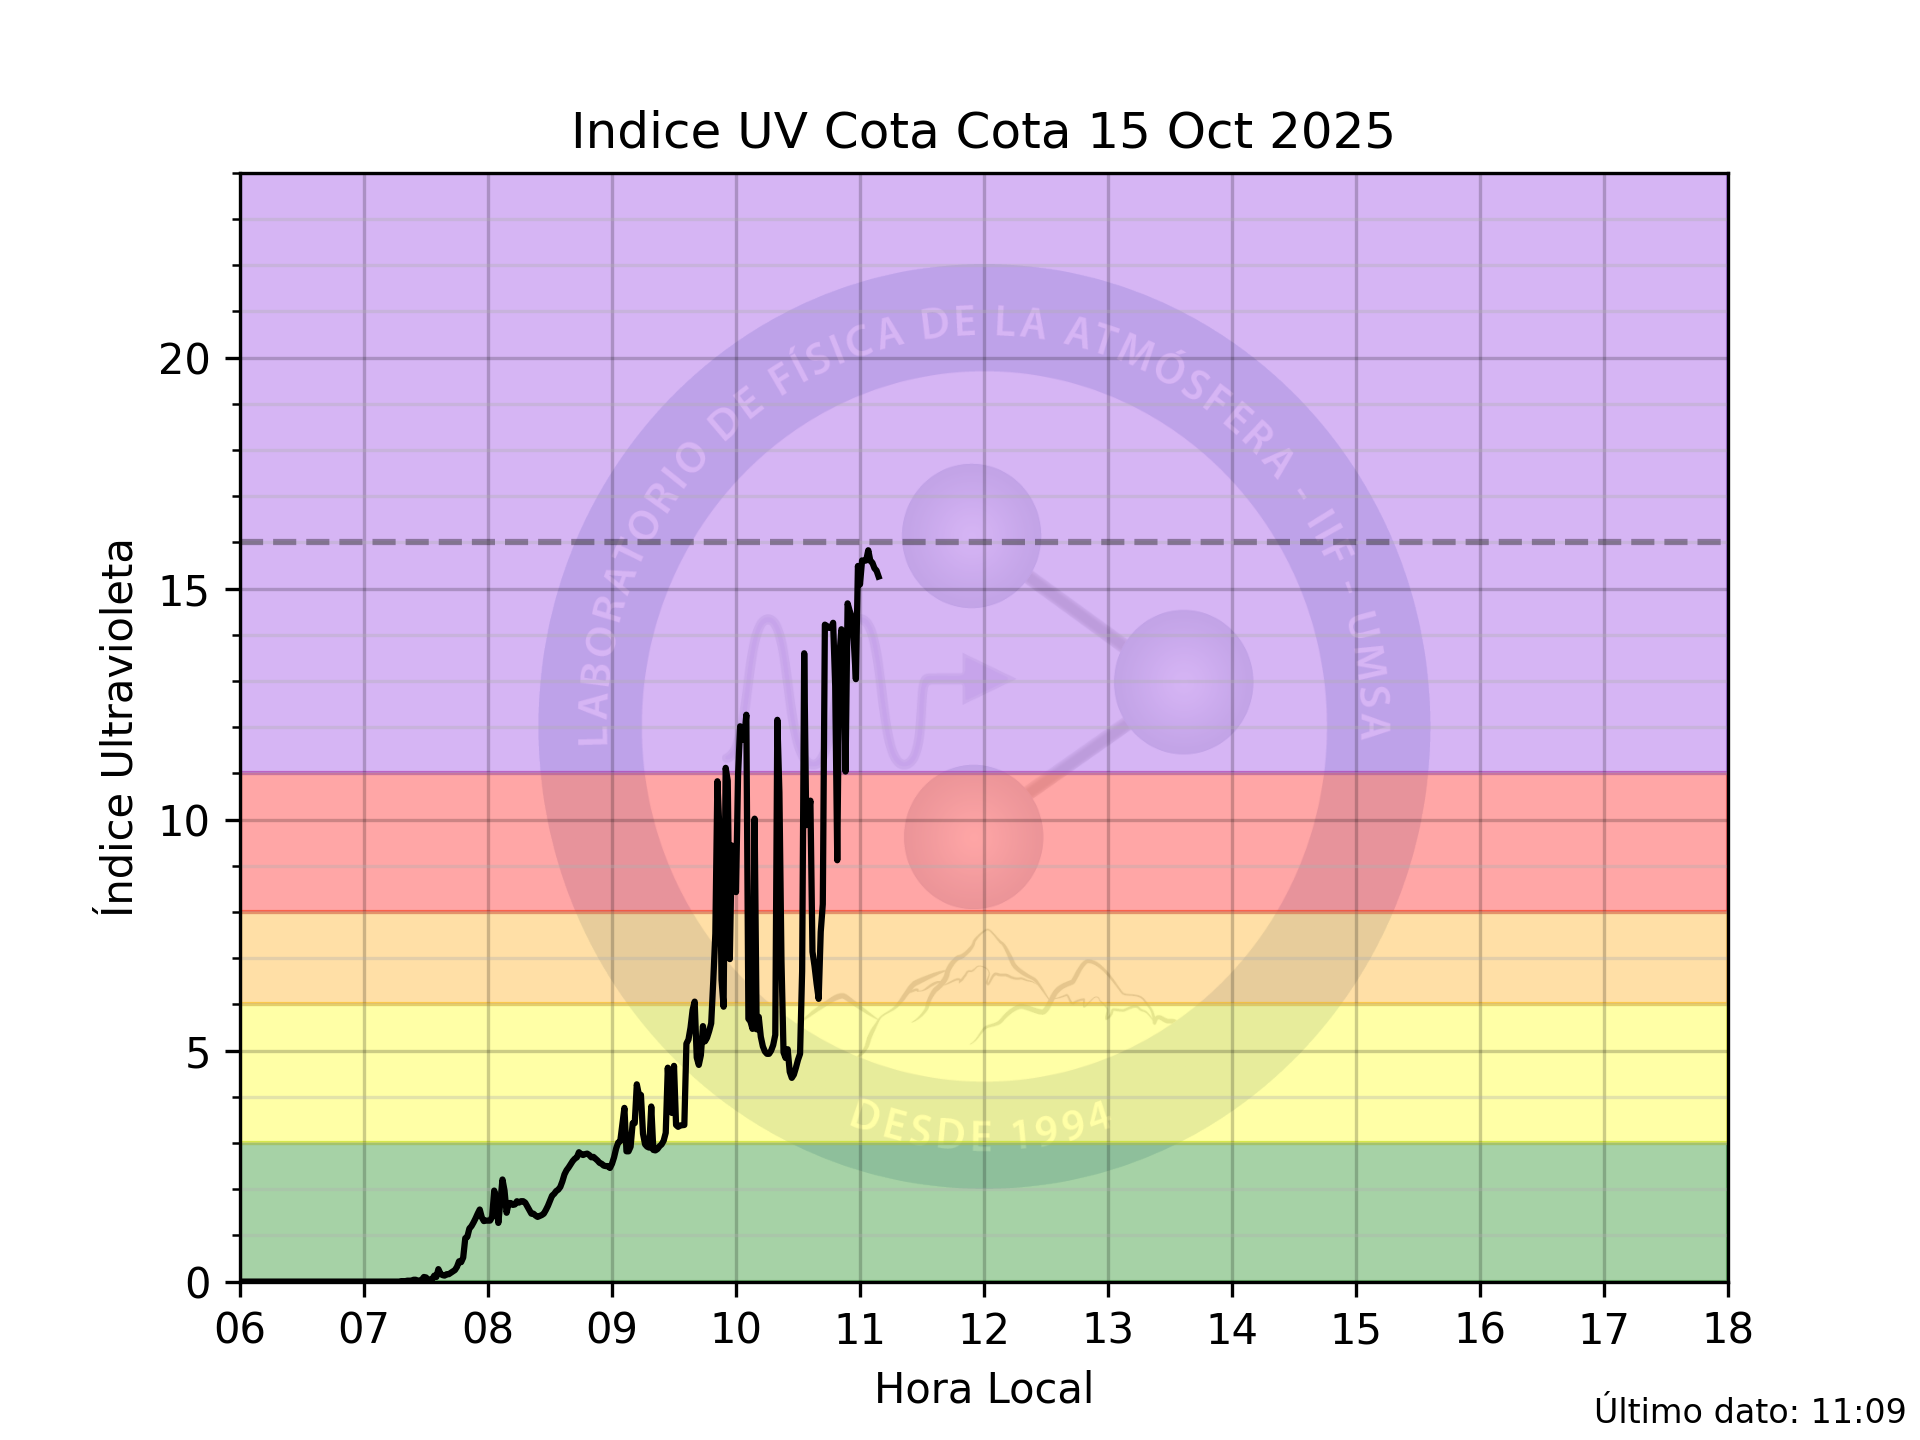 Indice UV Cota Cota 15 Oct 2025
Índice Ultravioleta
20
15
10
5
0
LABORATORIO DE FÍSICA DE LA ATMÓSFERA - IIF - UMSA
DESDE 1994
06 07 08 09 10 11 12 13 14 15 16 17 18
Hora Local
Último dato: 11:09